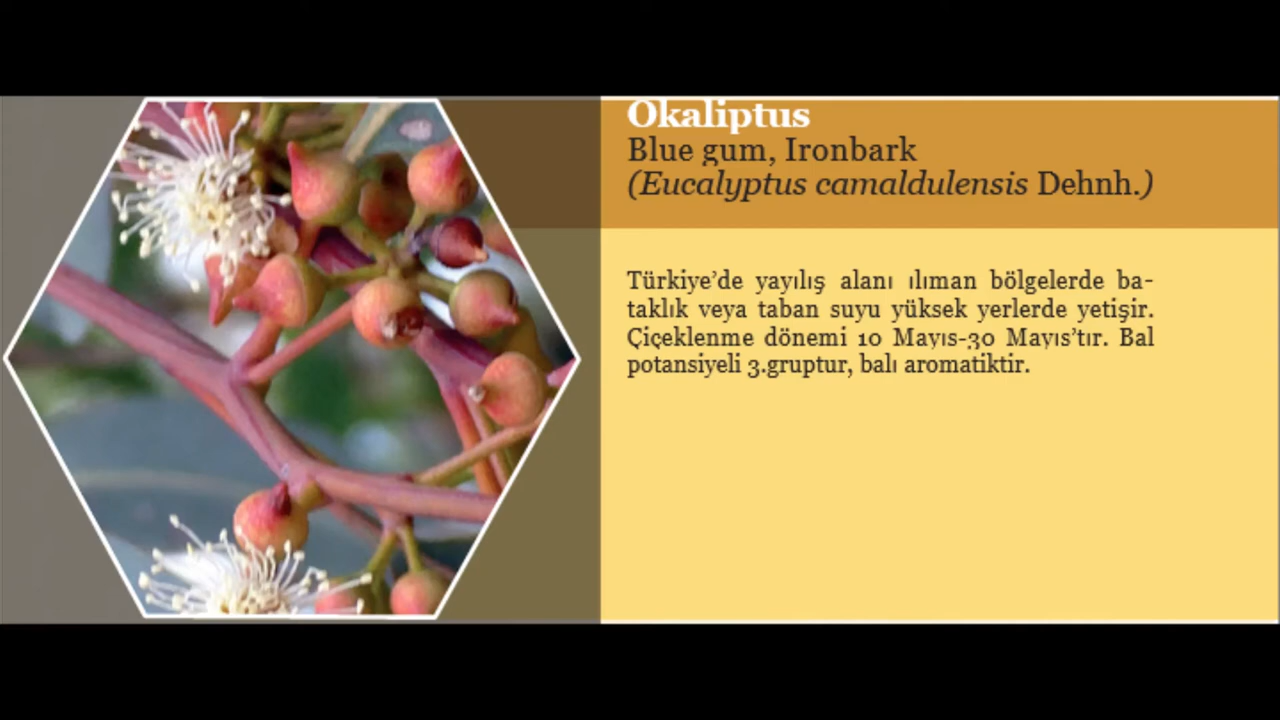 Okaliptus
Blue gum, Ironbark
(Eucalyptus camaldulensis Dehnh.)
Türkiye’de yayılış alanı ılıman bölgelerde ba-
taklık veya taban suyu yüksek yerlerde yetişir.
Çiçeklenme dönemi 10 Mayıs-30 Mayıs’tır. Bal
potansiyeli 3.gruptur, balı aromatiktir.